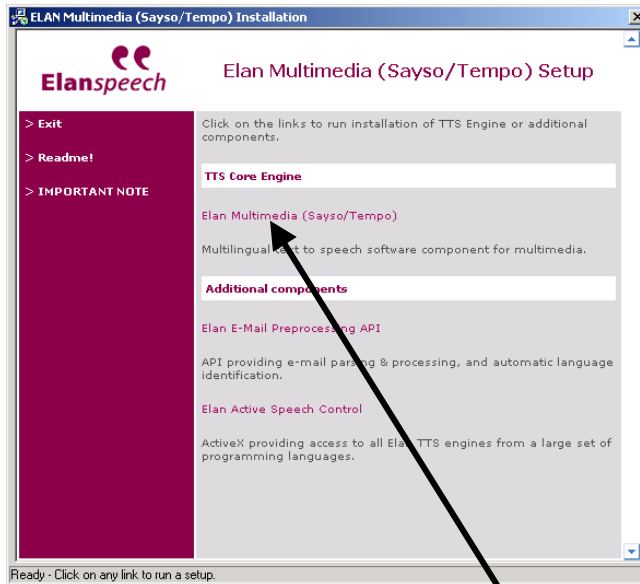 ELAN Multimedia (Sayso/Tempo) Installation
Elanspeech
Elan Multimedia (Sayso/Tempo) Setup
> Exit
> Readme!
> IMPORTANT NOTE
Click on the links to run installation of TTS Engine or additional
components.
TTS Core Engine
Elan Multimedia (Sayso/Tempo)
Multilingual text to speech software component for multimedia.
Additional components
Elan E-Mail Preprocessing API
API providing e-mail parsing & processing, and automatic language
identification.
Elan Active Speech Control
ActiveX providing access to all Elan TTS engines from a large set of
programming languages.
Ready - Click on any link to run a setup.